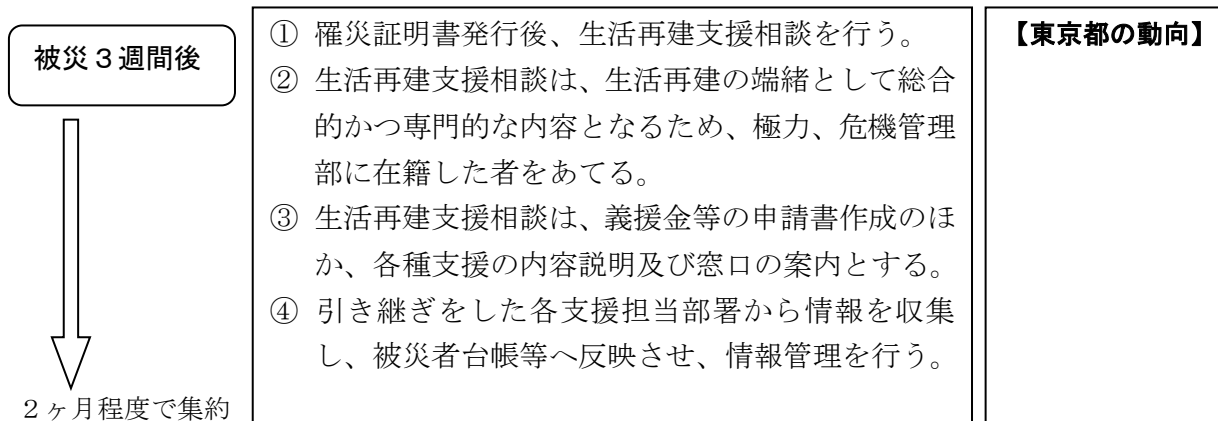 被災３週間後
２ヶ月程度で集約
① 罹災証明書発行後、生活再建支援相談を行う。
② 生活再建支援相談は、生活再建の端緒として総合
的かつ専門的な内容となるため、極力、危機管理
部に在籍した者をあてる。
③ 生活再建支援相談は、義援金等の申請書作成のほ
か、各種支援の内容説明及び窓口の案内とする。
④ 引き継ぎをした各支援担当部署から情報を収集
し、被災者台帳等へ反映させ、情報管理を行う。
【東京都の動向】